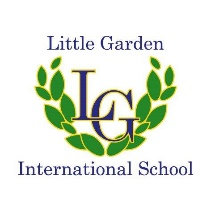 Little Garden
LG
International School